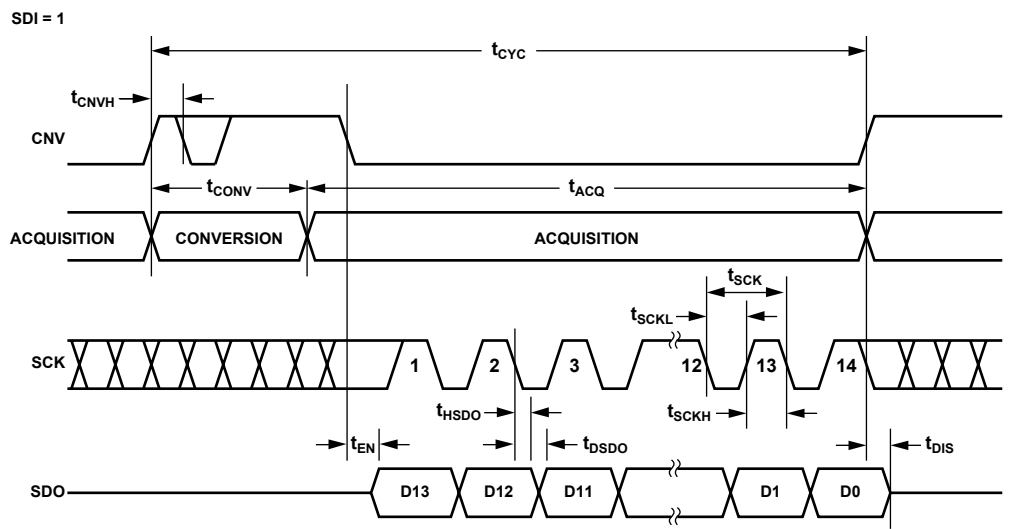 SDI = 1
tCYC
tCNVH
CNV
tCONV
tACQ
ACQUISITION
CONVERSION
ACQUISITION
tSCK
tSCKL
SCK
1
2
3
12
13
14
tHSDO
tSCKH
tEN
tDSDO
tDIS
SDO
D13
D12
D11
D1
D0